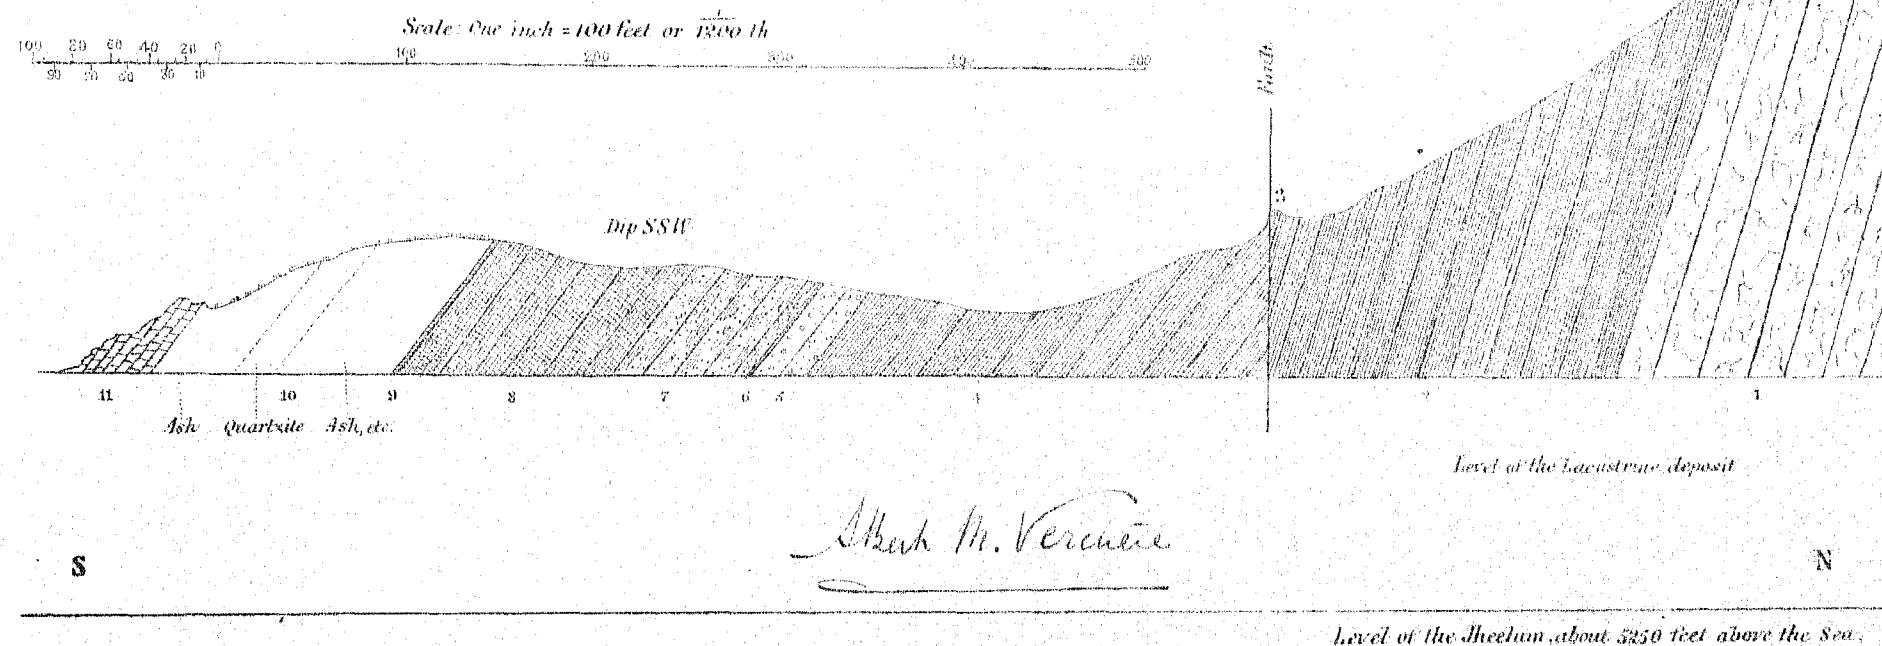 Scale: One inch = 100 feet or 1/1200 th
100 80 60 40 20 0 100 200 300 400 500
90 70 50 30 10
Fault
Dip SSW
3
11 10 9 8 7 6 5 4 2 1
Ash Quartzite Ash, etc.
Level of the Lacustrine deposit
Albert M. Verchère
S N
Level of the Jheelum, about 5250 feet above the Sea.